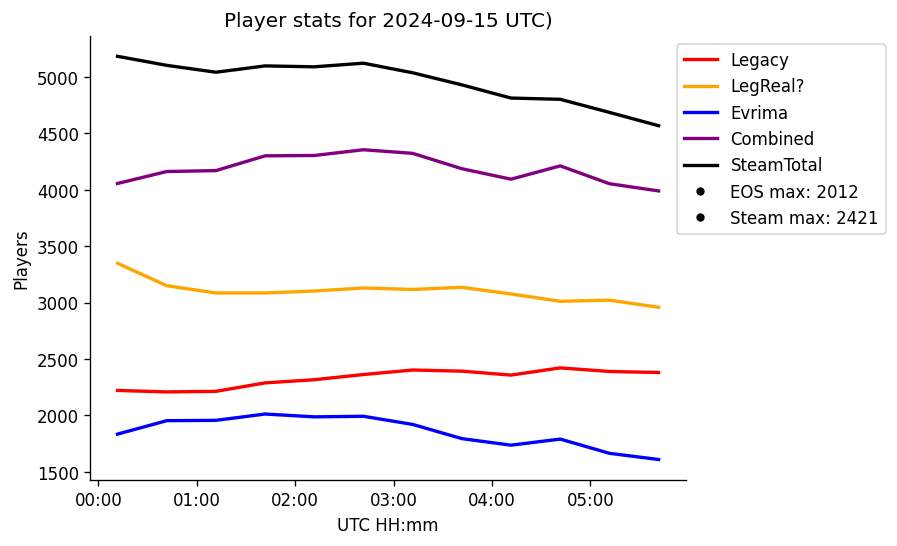 Player stats for 2024-09-15 UTC)
Legacy
LegReal?
Evrima
Combined
SteamTotal
EOS max: 2012
Steam max: 2421
Players
5000
4500
4000
3500
3000
2500
2000
1500
00:00 01:00 02:00 03:00 04:00 05:00
UTC HH:mm